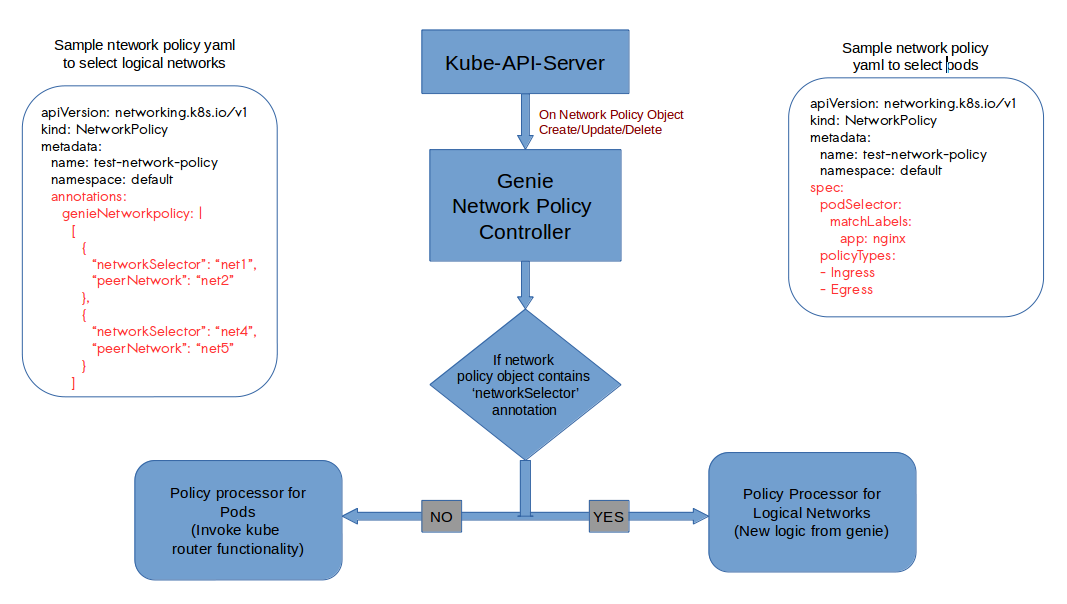 Sample ntework policy yaml
to select logical networks
apiVersion: networking.k8s.io/v1
kind: NetworkPolicy
metadata:
name: test-network-policy
namespace: default
annotations:
genieNetworkpolicy: |
[
{
“networkSelector”: “net1”,
“peerNetwork”: “net2”
},
{
“networkSelector”: “net4”,
“peerNetwork”: “net5”
}
]
Kube-API-Server
On Network Policy Object
Create/Update/Delete
Genie
Network Policy
Controller
If network
policy object contains
‘networkSelector’
annotation
NO
YES
Policy processor for
Pods
(Invoke kube
router functionality)
Policy Processor for
Logical Networks
(New logic from genie)
Sample network policy
yaml to select pods
apiVersion: networking.k8s.io/v1
kind: NetworkPolicy
metadata:
name: test-network-policy
namespace: default
spec:
podSelector:
matchLabels:
app: nginx
policyTypes:
- Ingress
- Egress